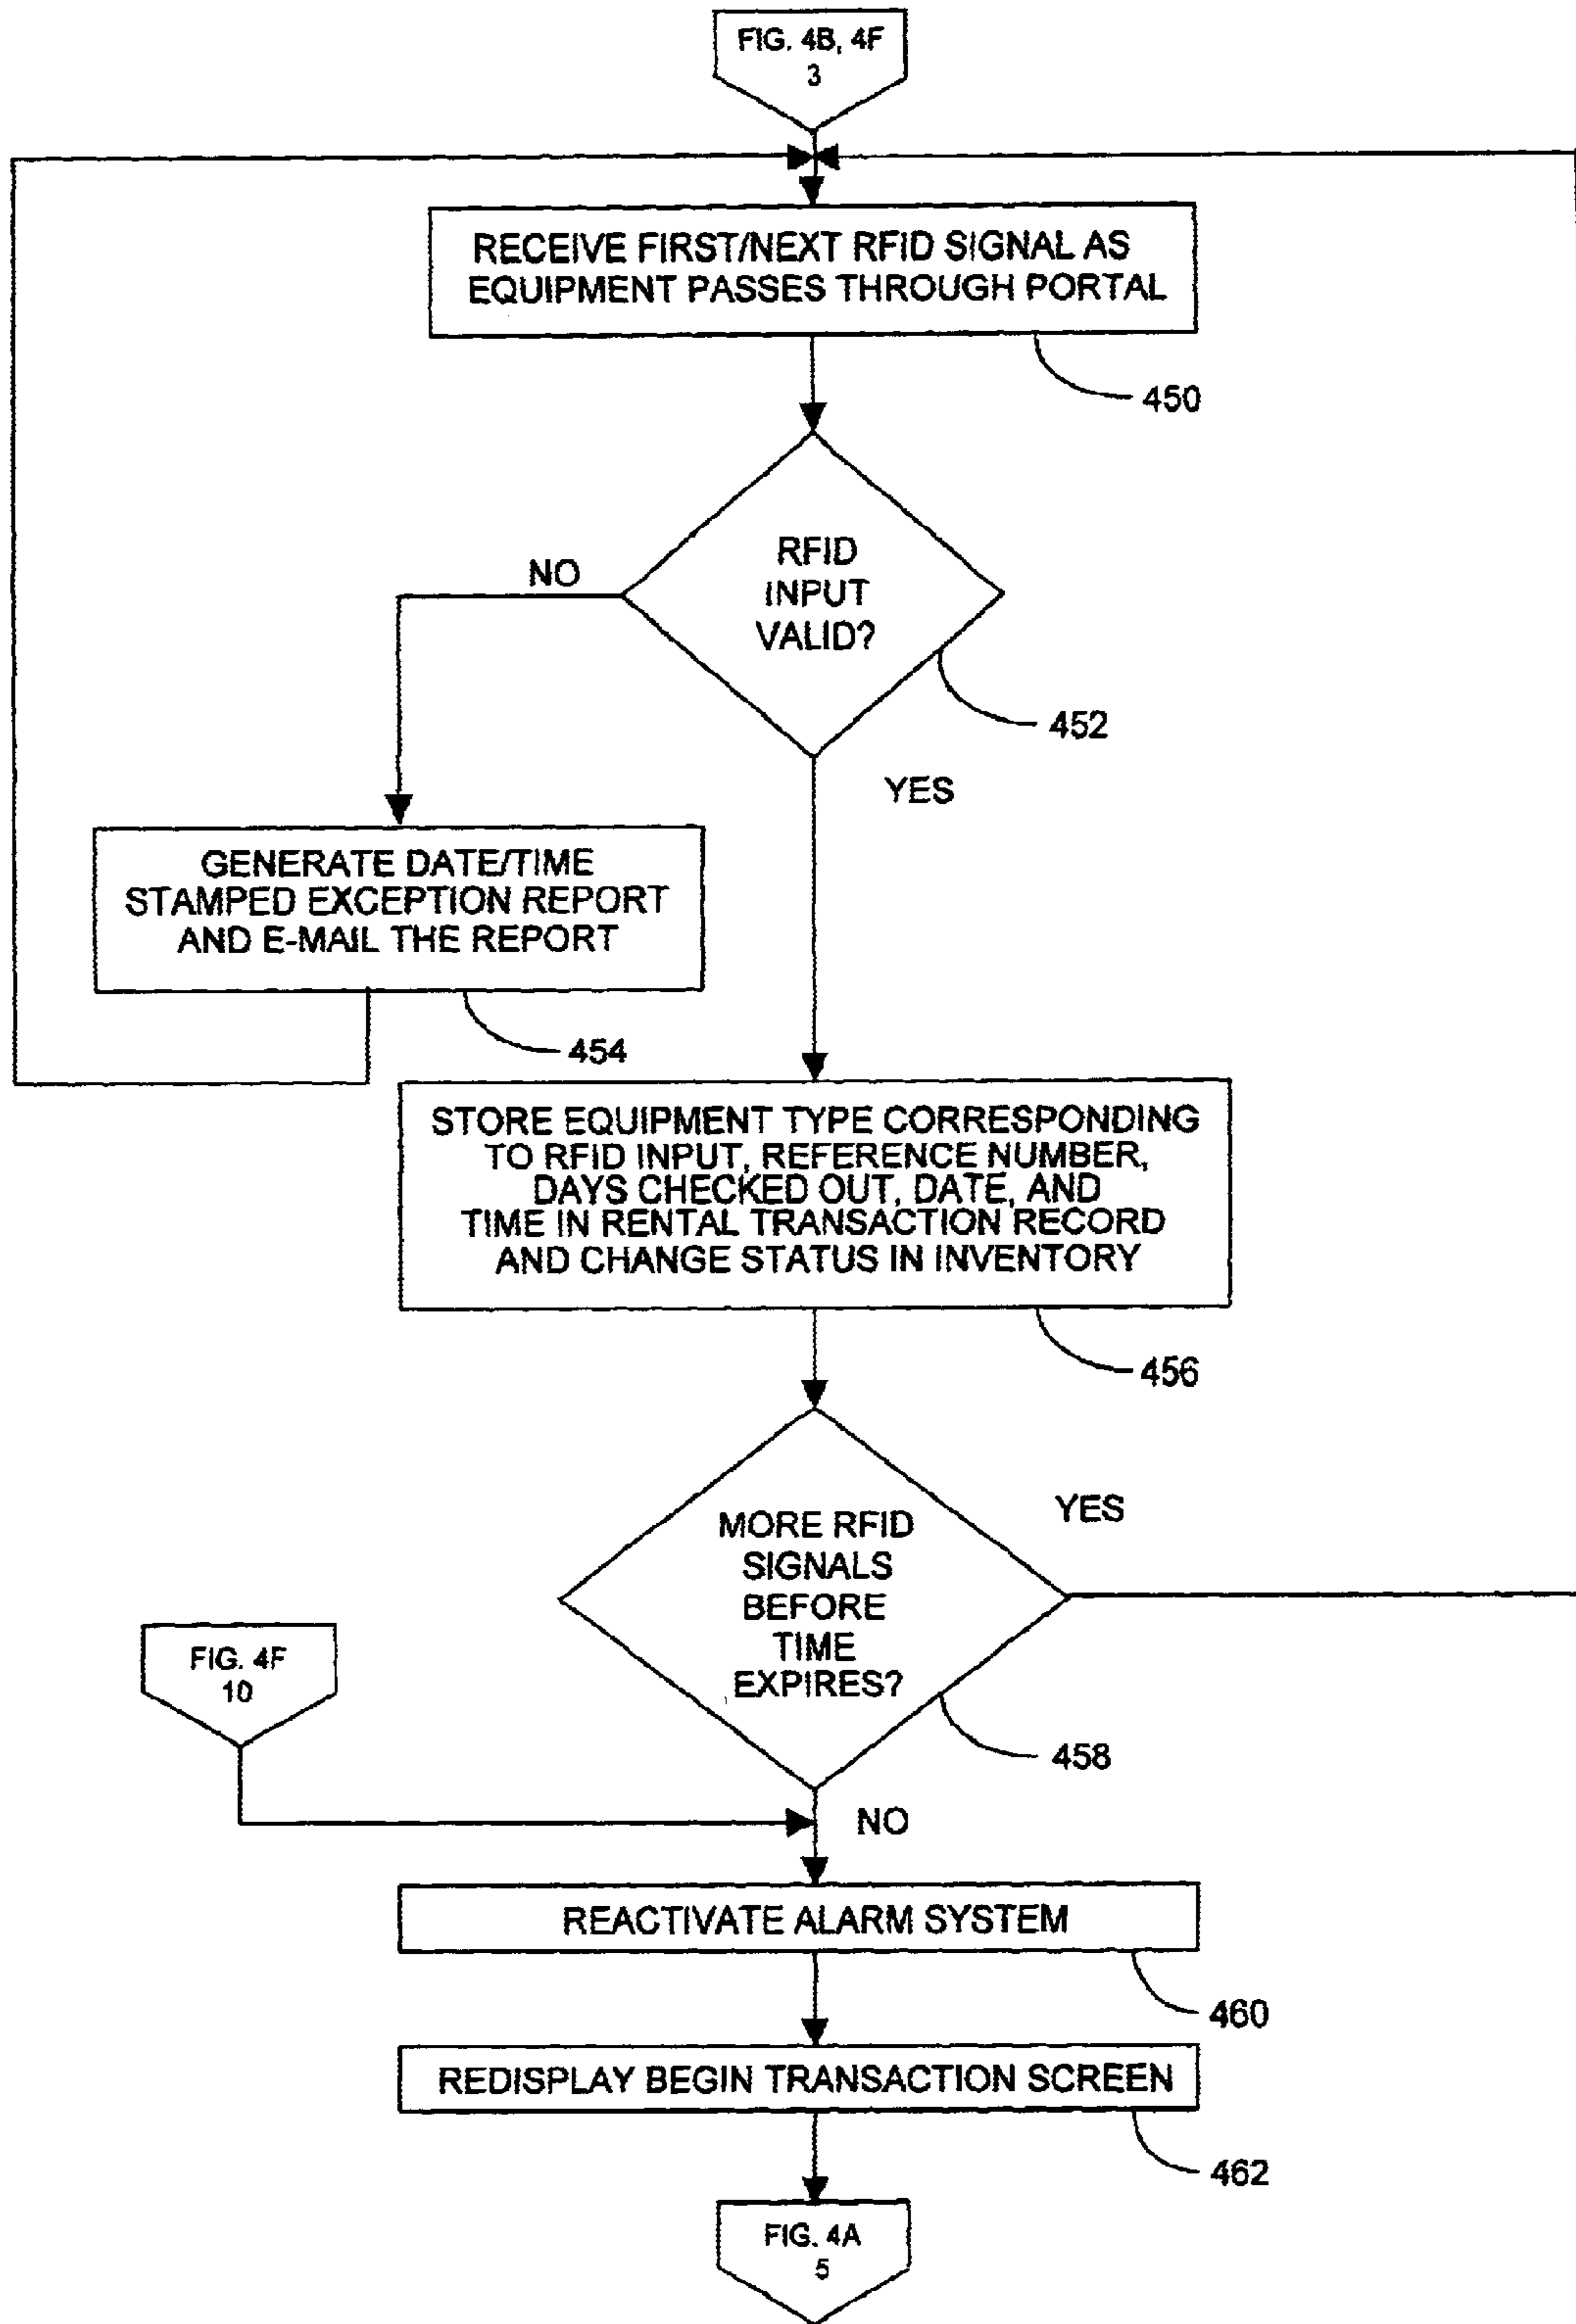 FIG. 4B, 4F
3
RECEIVE FIRST/NEXT RFID SIGNAL AS
EQUIPMENT PASSES THROUGH PORTAL
450
RFID
INPUT
VALID?
NO
452
YES
GENERATE DATE/TIME
STAMPED EXCEPTION REPORT
AND E-MAIL THE REPORT
454
STORE EQUIPMENT TYPE CORRESPONDING
TO RFID INPUT, REFERENCE NUMBER,
DAYS CHECKED OUT, DATE, AND
TIME IN RENTAL TRANSACTION RECORD
AND CHANGE STATUS IN INVENTORY
456
MORE RFID
SIGNALS
BEFORE
TIME
EXPIRES?
YES
FIG. 4F
10
458
NO
REACTIVATE ALARM SYSTEM
460
REDISPLAY BEGIN TRANSACTION SCREEN
462
FIG. 4A
5